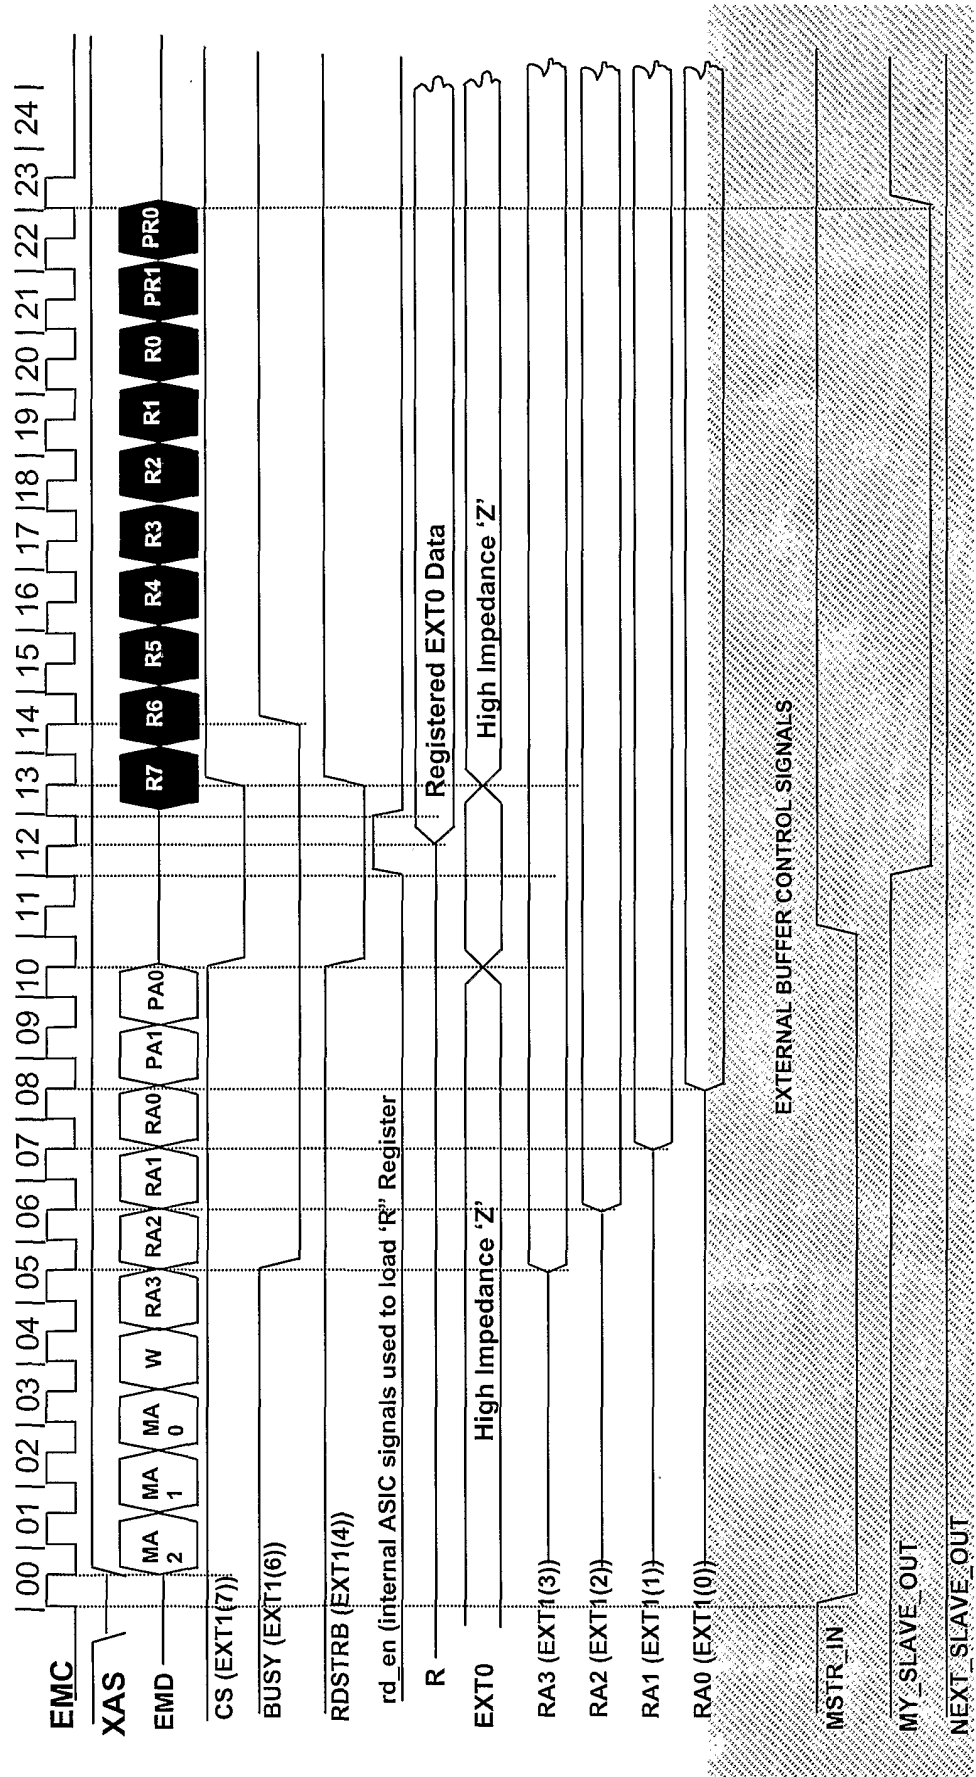 |00|01|02|03|04|05|06|07|08|09|10|11|12|13|14|15|16|17|18|19|20|21|22|23|24|
EMC
XAS
EMD
MA 2
MA 1
MA 0
W
RA3
RA2
RA1
RA0
PA1
PA0
R7
R6
R5
R4
R3
R2
R1
R0
PR1
PR0
CS (EXT1(7))
BUSY (EXT1(6))
RDSTRB (EXT1(4))
rd_en (internal ASIC signals used to load 'R" Register
R
Registered EXT0 Data
EXT0
High Impedance 'Z'
High Impedance 'Z'
RA3 (EXT1(3))
RA2 (EXT1(2))
RA1 (EXT1(1))
RA0 (EXT1(0))
EXTERNAL BUFFER CONTROL SIGNALS
MSTR_IN
MY_SLAVE_OUT
NEXT_SLAVE_OUT